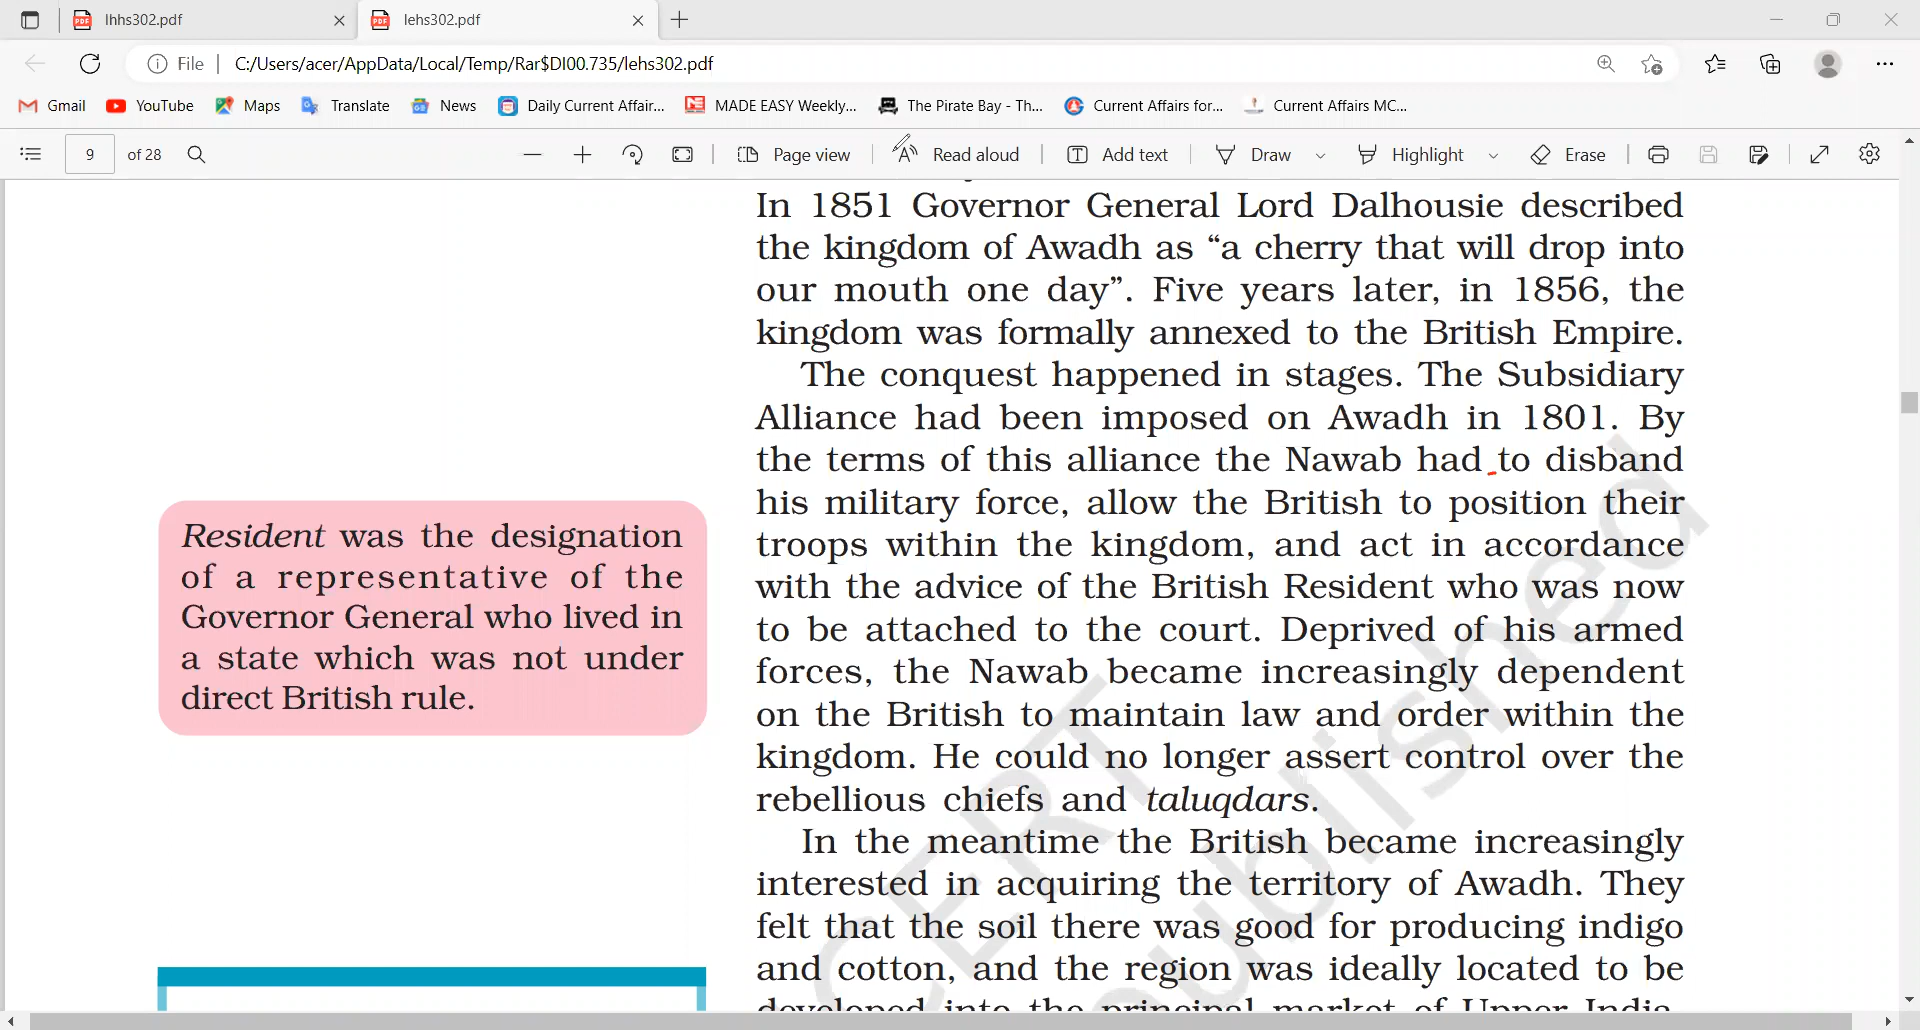 lhhs302.pdf
lehs302.pdf
File
C:/Users/acer/AppData/Local/Temp/Rar$DI00.735/lehs302.pdf
Gmail
YouTube
Maps
Translate
News
Daily Current Affair...
MADE EASY Weekly...
The Pirate Bay - Th...
Current Affairs for...
Current Affairs MC...
9 of 28
Page view
Read aloud
Add text
Draw
Highlight
Erase
In 1851 Governor General Lord Dalhousie described
the kingdom of Awadh as “a cherry that will drop into
our mouth one day”. Five years later, in 1856, the
kingdom was formally annexed to the British Empire.
The conquest happened in stages. The Subsidiary
Alliance had been imposed on Awadh in 1801. By
the terms of this alliance the Nawab had to disband
his military force, allow the British to position their
troops within the kingdom, and act in accordance
with the advice of the British Resident who was now
to be attached to the court. Deprived of his armed
forces, the Nawab became increasingly dependent
on the British to maintain law and order within the
kingdom. He could no longer assert control over the
rebellious chiefs and taluqdars.
In the meantime the British became increasingly
interested in acquiring the territory of Awadh. They
felt that the soil there was good for producing indigo
and cotton, and the region was ideally located to be
developed into the principal market of Upper India.
Resident was the designation
of a representative of the
Governor General who lived in
a state which was not under
direct British rule.
CERT
published